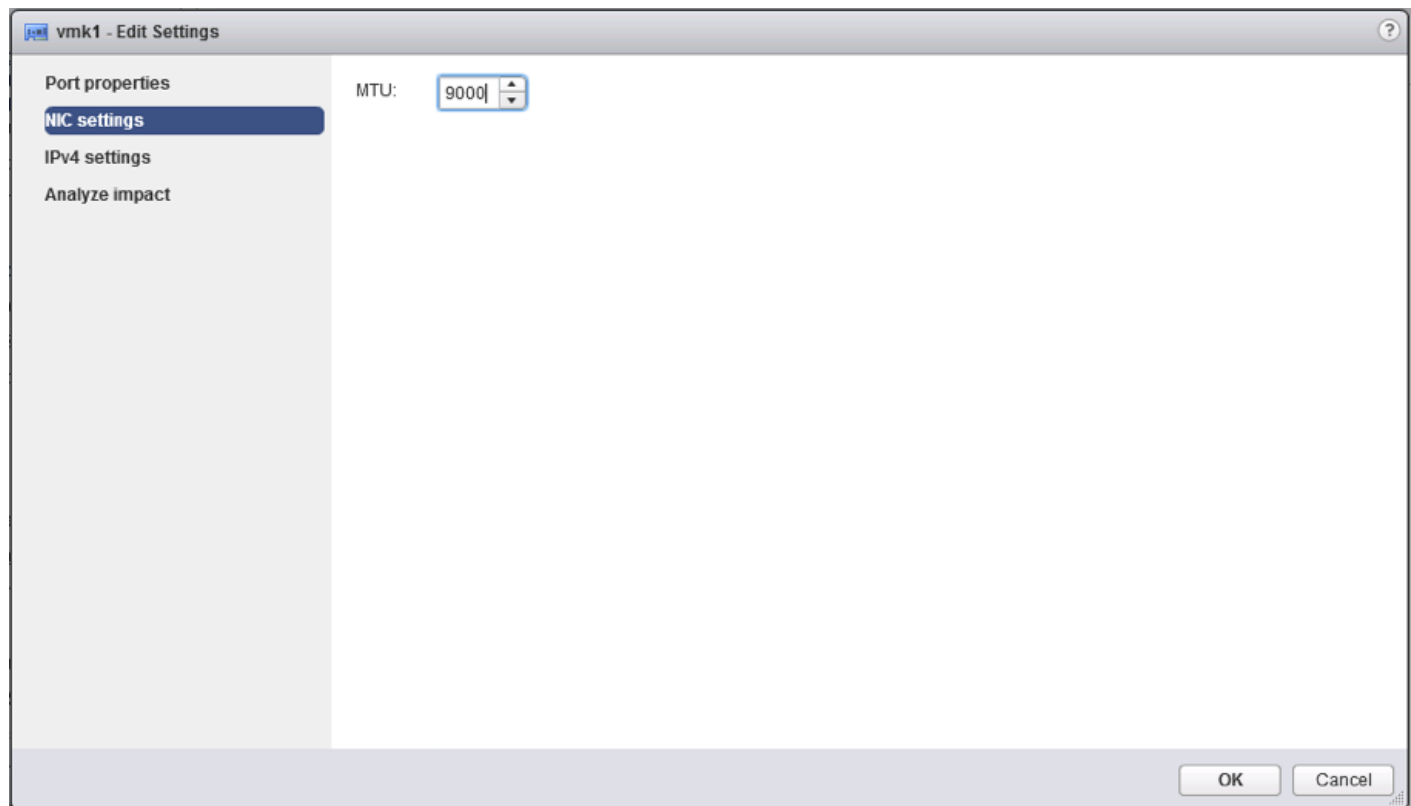 vmk1 - Edit Settings
?
Port properties
NIC settings
IPv4 settings
Analyze impact
MTU: 9000
OK Cancel